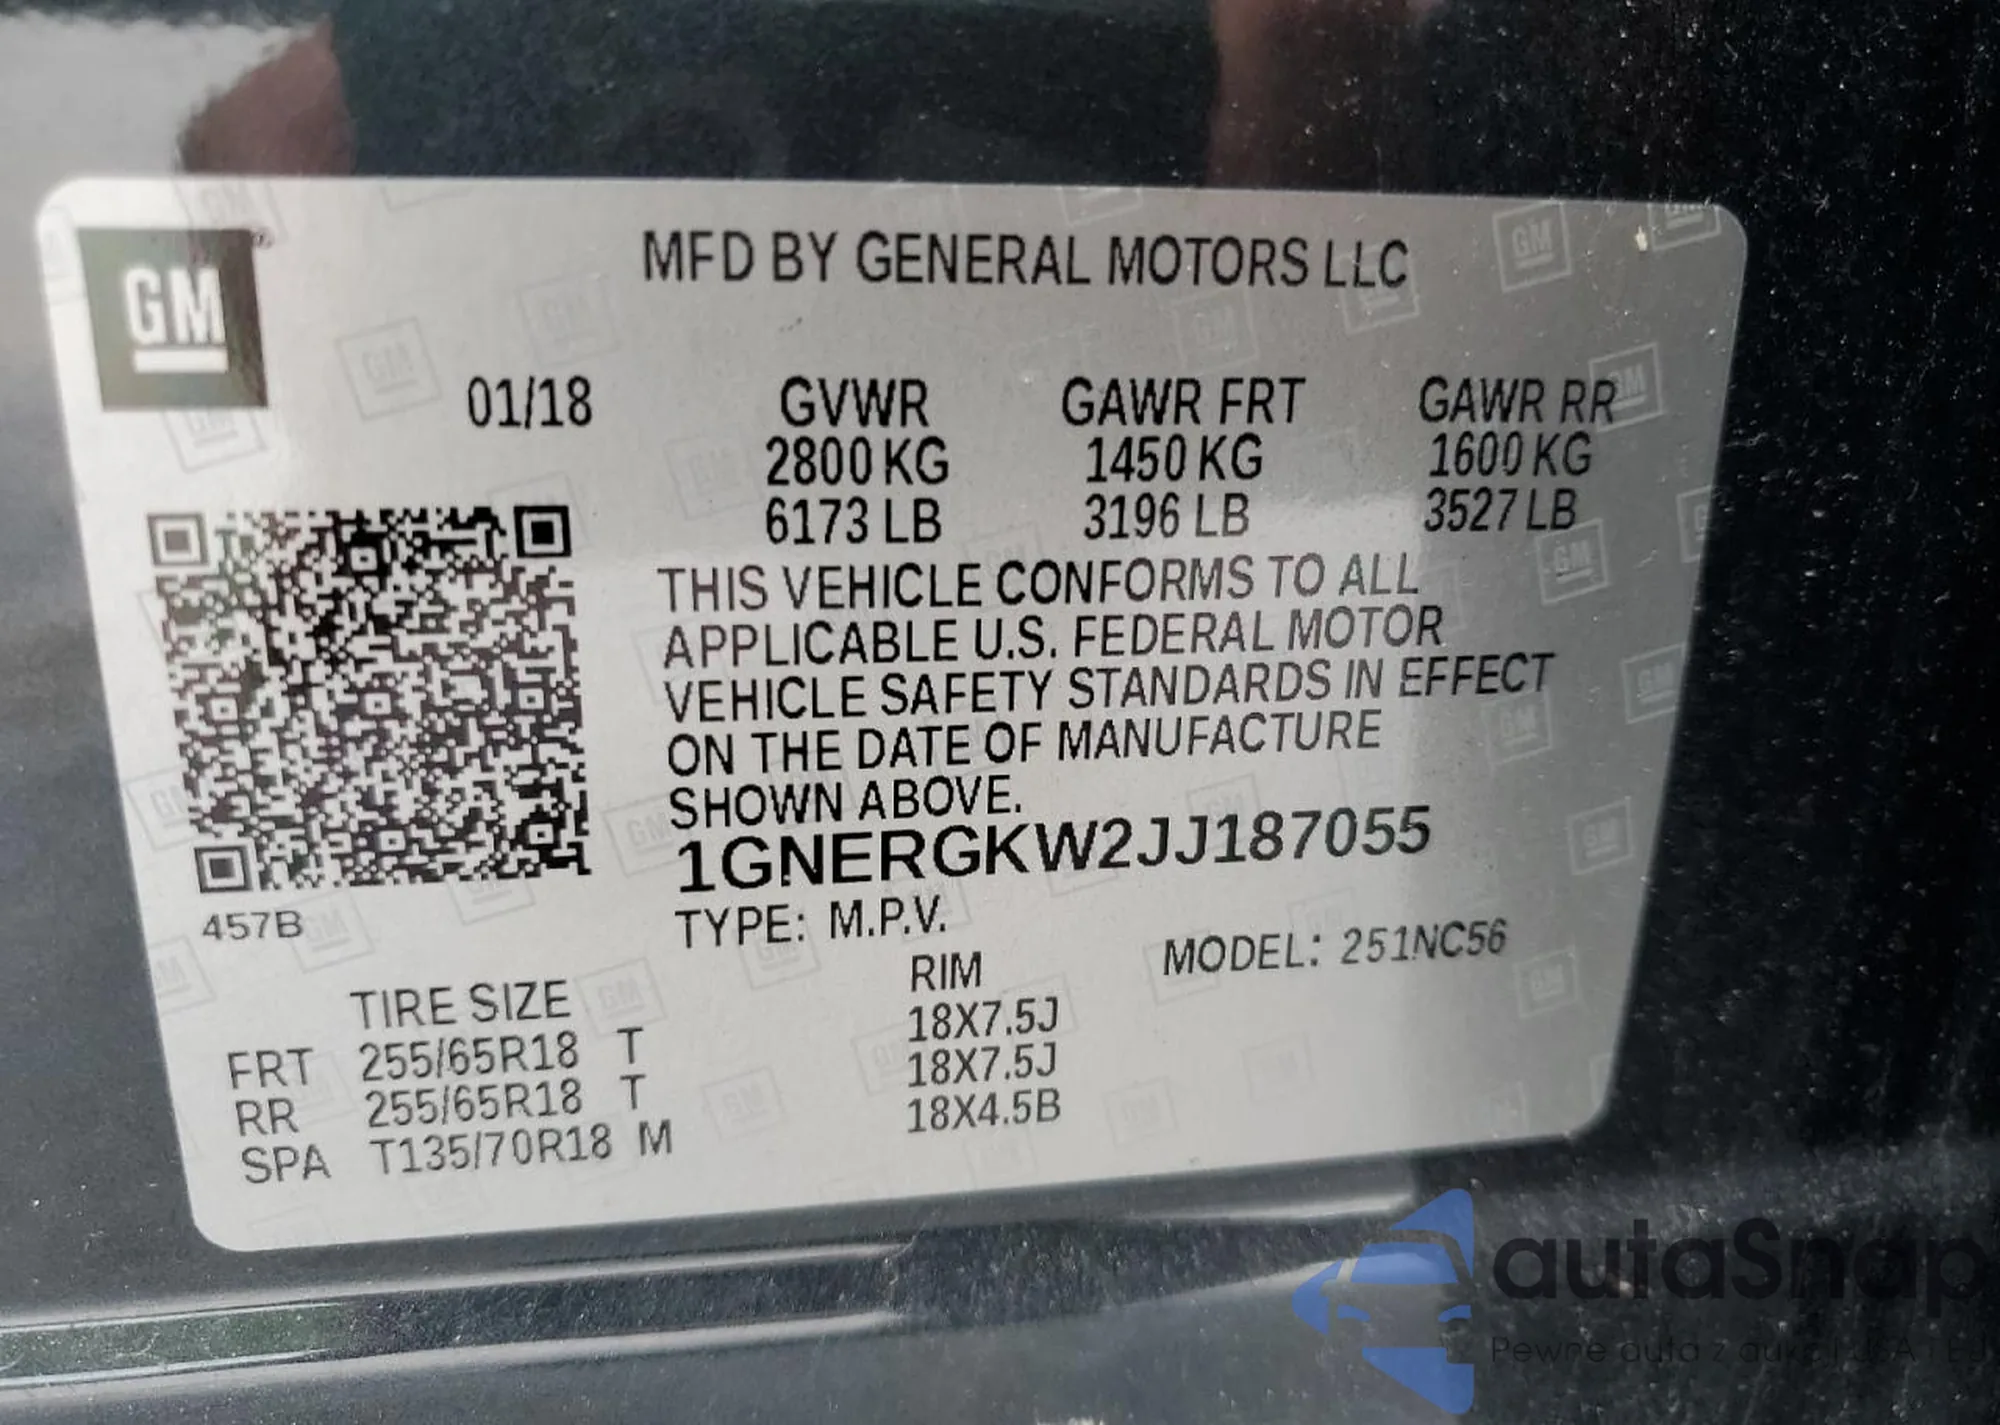 GM
MFD BY GENERAL MOTORS LLC
01/18 GVWR GAWR FRT GAWR RR
2800 KG 1450 KG 1600 KG
6173 LB 3196 LB 3527 LB
THIS VEHICLE CONFORMS TO ALL
APPLICABLE U.S. FEDERAL MOTOR
VEHICLE SAFETY STANDARDS IN EFFECT
ON THE DATE OF MANUFACTURE
SHOWN ABOVE.
1GNERGKW2JJ187055
457B
TYPE: M.P.V. MODEL: 251NC56
TIRE SIZE RIM
FRT 255/65R18 T 18X7.5J
RR 255/65R18 T 18X7.5J
SPA T135/70R18 M 18X4.5B
autaSnap
Pewne auta z